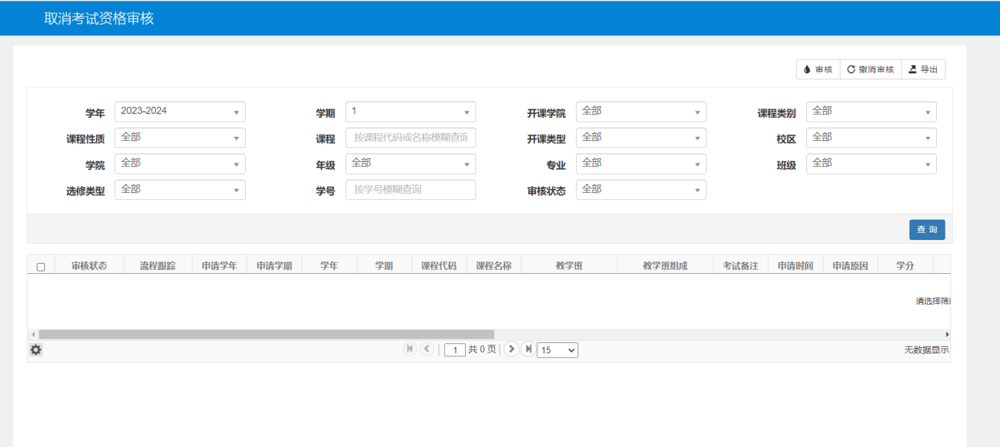 取消考试资格审核
审核 撤消审核 导出
学年 2023-2024 学期 1 开课学院 全部 课程类别 全部
课程性质 全部 课程 按课程代码或名称模糊查询 开课类型 全部 校区 全部
学院 全部 年级 全部 专业 全部 班级 全部
选修类型 全部 学号 按学号模糊查询 审核状态 全部
查 询
审核状态 流程跟踪 申请学年 申请学期 学年 学期 课程代码 课程名称 教学班 教学班组成 考试备注 申请时间 申请原因 学分
请选择筛
1 共 0 页 15 无数据显示